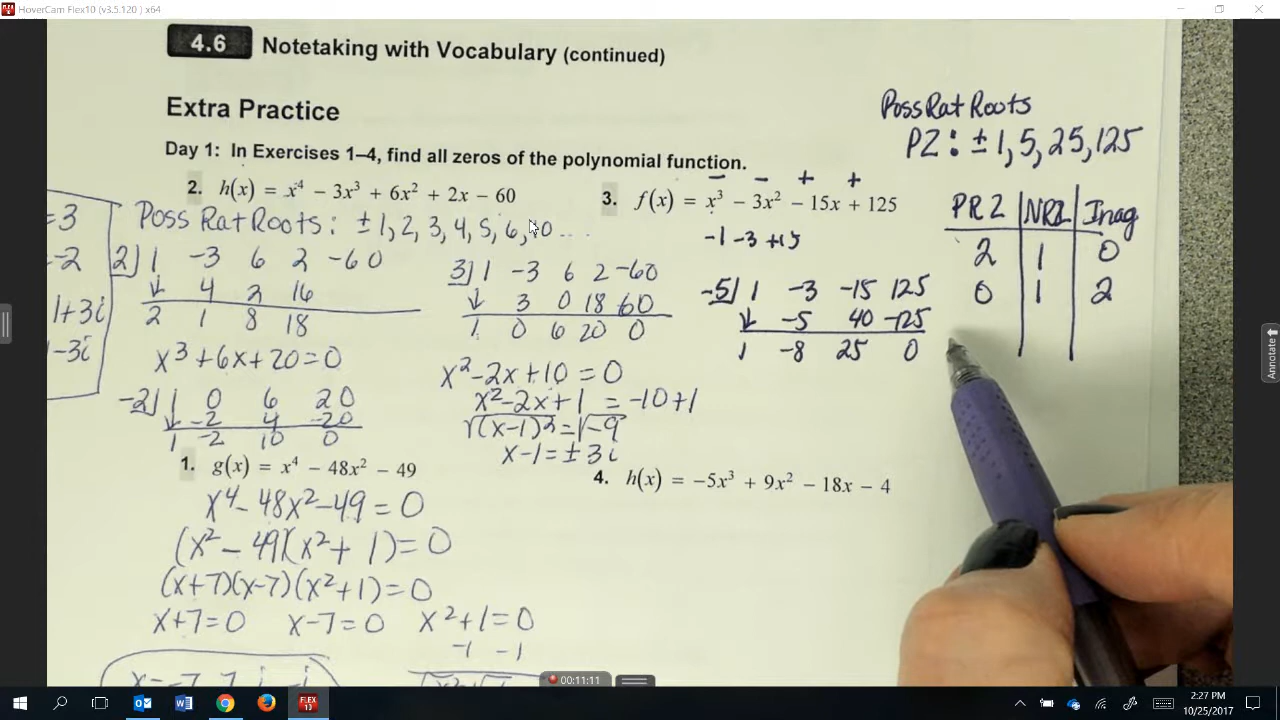 HoverCam Flex10 (v3.5.120 ) x64
4.6 Notetaking with Vocabulary (continued)
Extra Practice
Day 1: In Exercises 1–4, find all zeros of the polynomial function.
Poss Rat Roots
PZ : ± 1, 5, 25, 125
PRZ NRZ Imag
2 1 0
0 1 2
2. h(x) = x⁴ − 3x³ + 6x² + 2x − 60
Poss Rat Roots : ± 1, 2, 3, 4, 5, 6, 10 ...
=3
-2
1+3i
-3i
2| 1 -3 6 2 -60
↓ 4 2 16
2 1 8 18
x³ + 6x + 20 = 0
-2| 1 0 6 20
↓ -2 4 -20
1 -2 10 0
3| 1 -3 6 2 -60
↓ 3 0 18 60
1 0 6 20 0
x² - 2x + 10 = 0
x² - 2x + 1 = -10 + 1
√(x-1)² = √-9
x - 1 = ± 3i
− − + +
3. f(x) = x³ − 3x² − 15x + 125
-1 -3 +15
-5| 1 -3 -15 125
↓ -5 40 -125
1 -8 25 0
1. g(x) = x⁴ − 48x² − 49
x⁴ - 48x² - 49 = 0
(x² - 49)(x² + 1) = 0
(x+7)(x-7)(x²+1) = 0
x+7=0 x-7=0 x²+1=0
-1 -1
4. h(x) = −5x³ + 9x² − 18x − 4
Annotate
00:11:11
FLEX
10
2:27 PM
10/25/2017